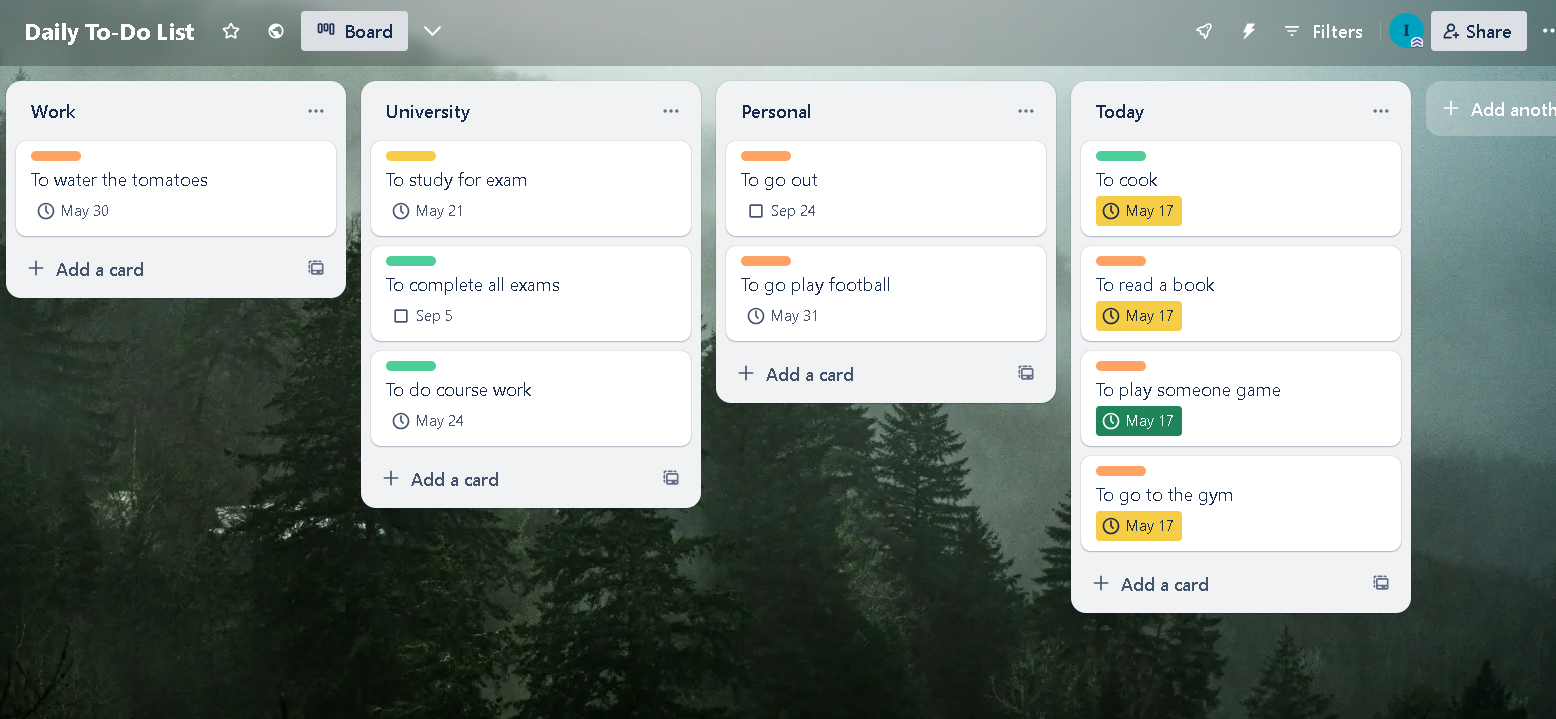 Daily To-Do List
Board
Filters
I
Share
Work
To water the tomatoes
May 30
Add a card
University
To study for exam
May 21
To complete all exams
Sep 5
To do course work
May 24
Add a card
Personal
To go out
Sep 24
To go play football
May 31
Add a card
Today
To cook
May 17
To read a book
May 17
To play someone game
May 17
To go to the gym
May 17
Add a card
Add anoth